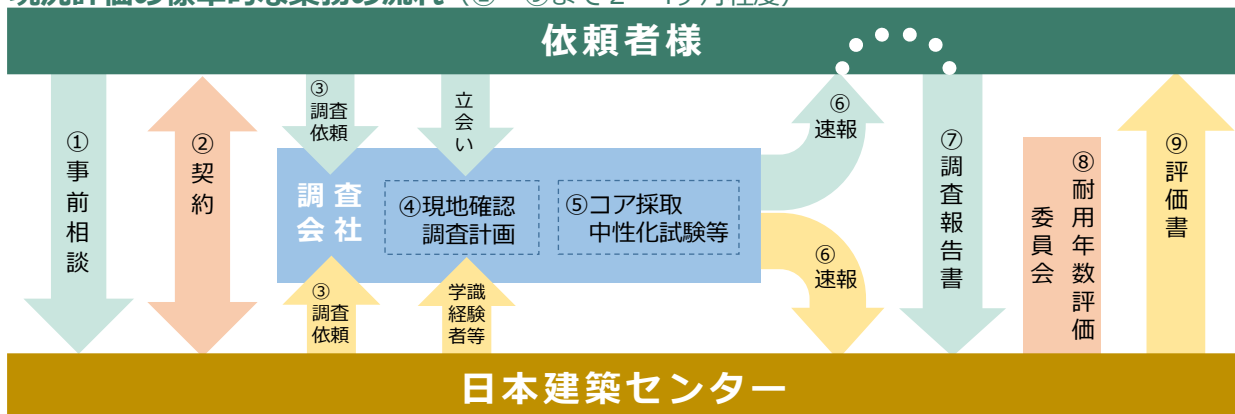 依頼者様
①事前相談
②契約
③
調査
依頼
立会い
調査
会社
④現地確認
調査計画
⑤コア採取
中性化試験等
③
調査
依頼
学識
経験
者等
⑥
速報
⑥
速報
⑦調査報告書
⑧耐用年数評価
委員会
⑨評価書
日本建築センター